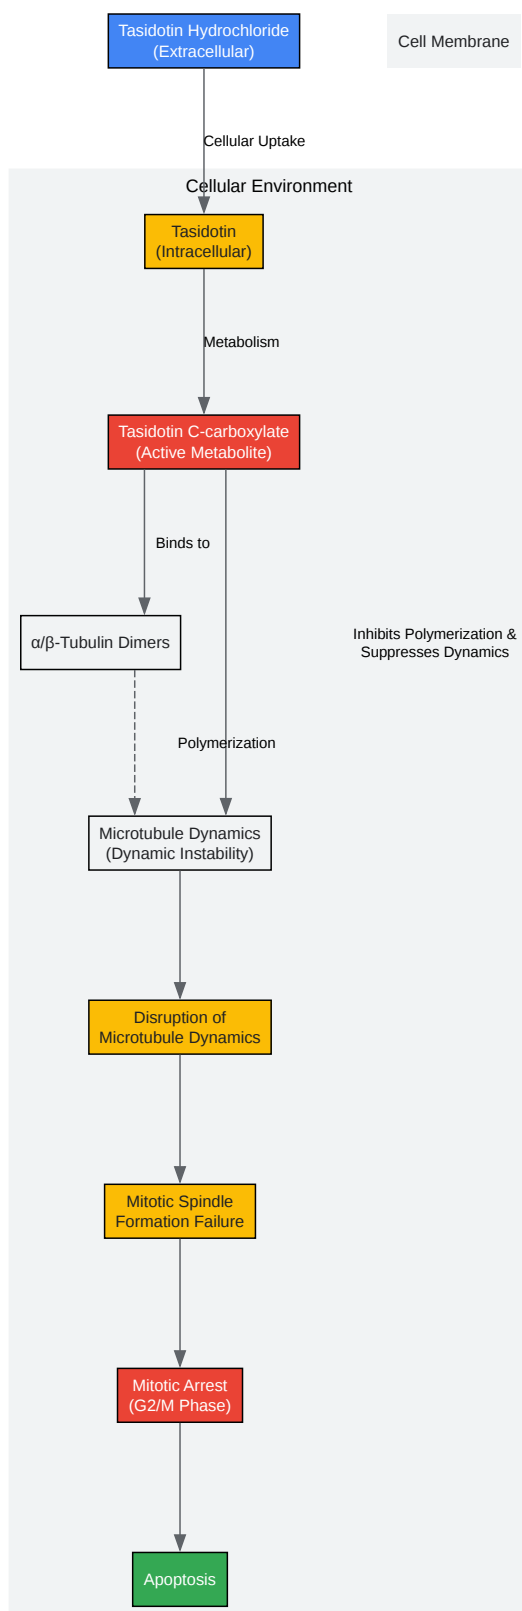 Tasidotin Hydrochloride
(Extracellular)
Cell Membrane
Cellular Uptake
Cellular Environment
Tasidotin
(Intracellular)
Metabolism
Tasidotin C-carboxylate
(Active Metabolite)
Binds to
α/β-Tubulin Dimers
Inhibits Polymerization &
Suppresses Dynamics
Polymerization
Microtubule Dynamics
(Dynamic Instability)
Disruption of
Microtubule Dynamics
Mitotic Spindle
Formation Failure
Mitotic Arrest
(G2/M Phase)
Apoptosis